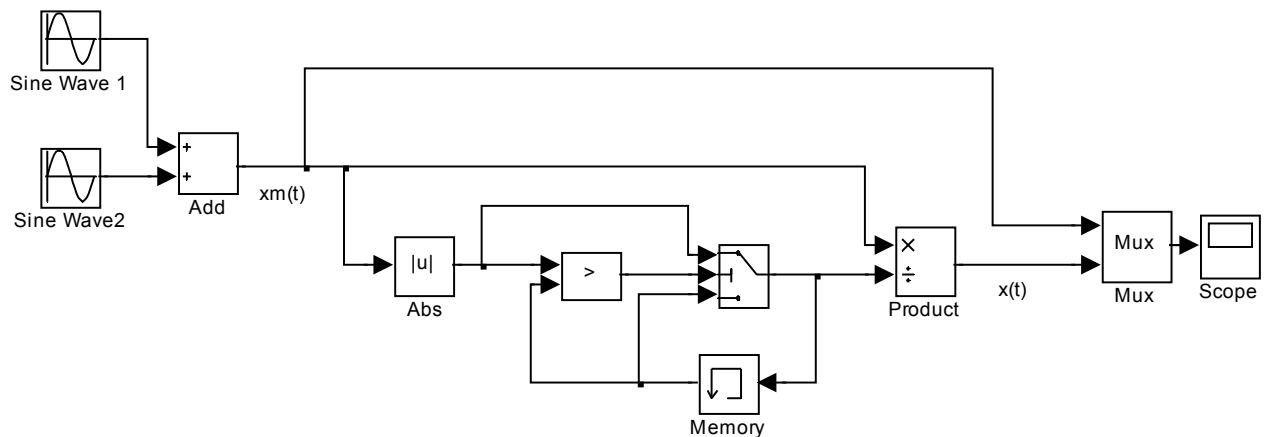 Sine Wave 1
+
+
Sine Wave2
Add
xm(t)
|u|
Abs
>
Memory
×
÷
Product
x(t)
Mux
Mux
Scope